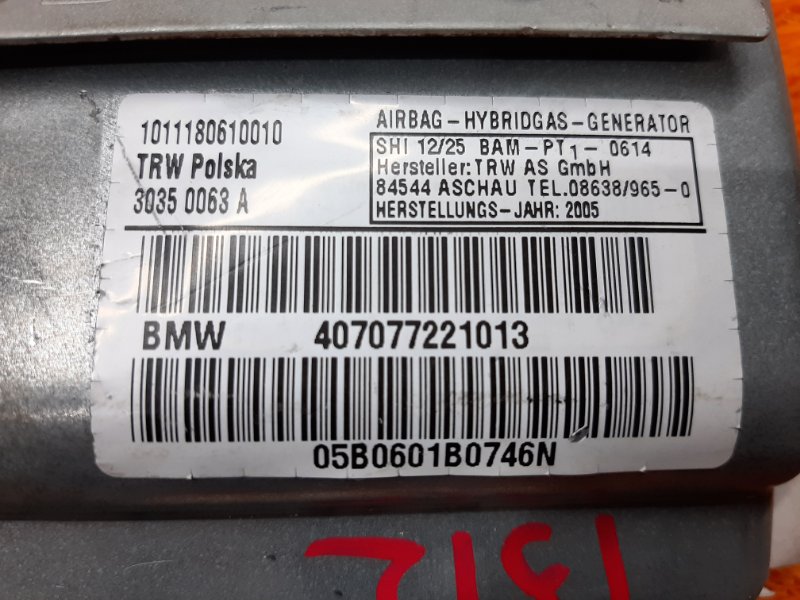 1011180610010
TRW Polska
3035 0063 A
AIRBAG-HYBRIDGAS-GENERATOR
SHI 12/25 BAM-PT1- 0614
Hersteller: TRW AS GmbH
84544 ASCHAU TEL.08638/965-0
HERSTELLUNGS-JAHR: 2005
BMW 407077221013
05B0601B0746N